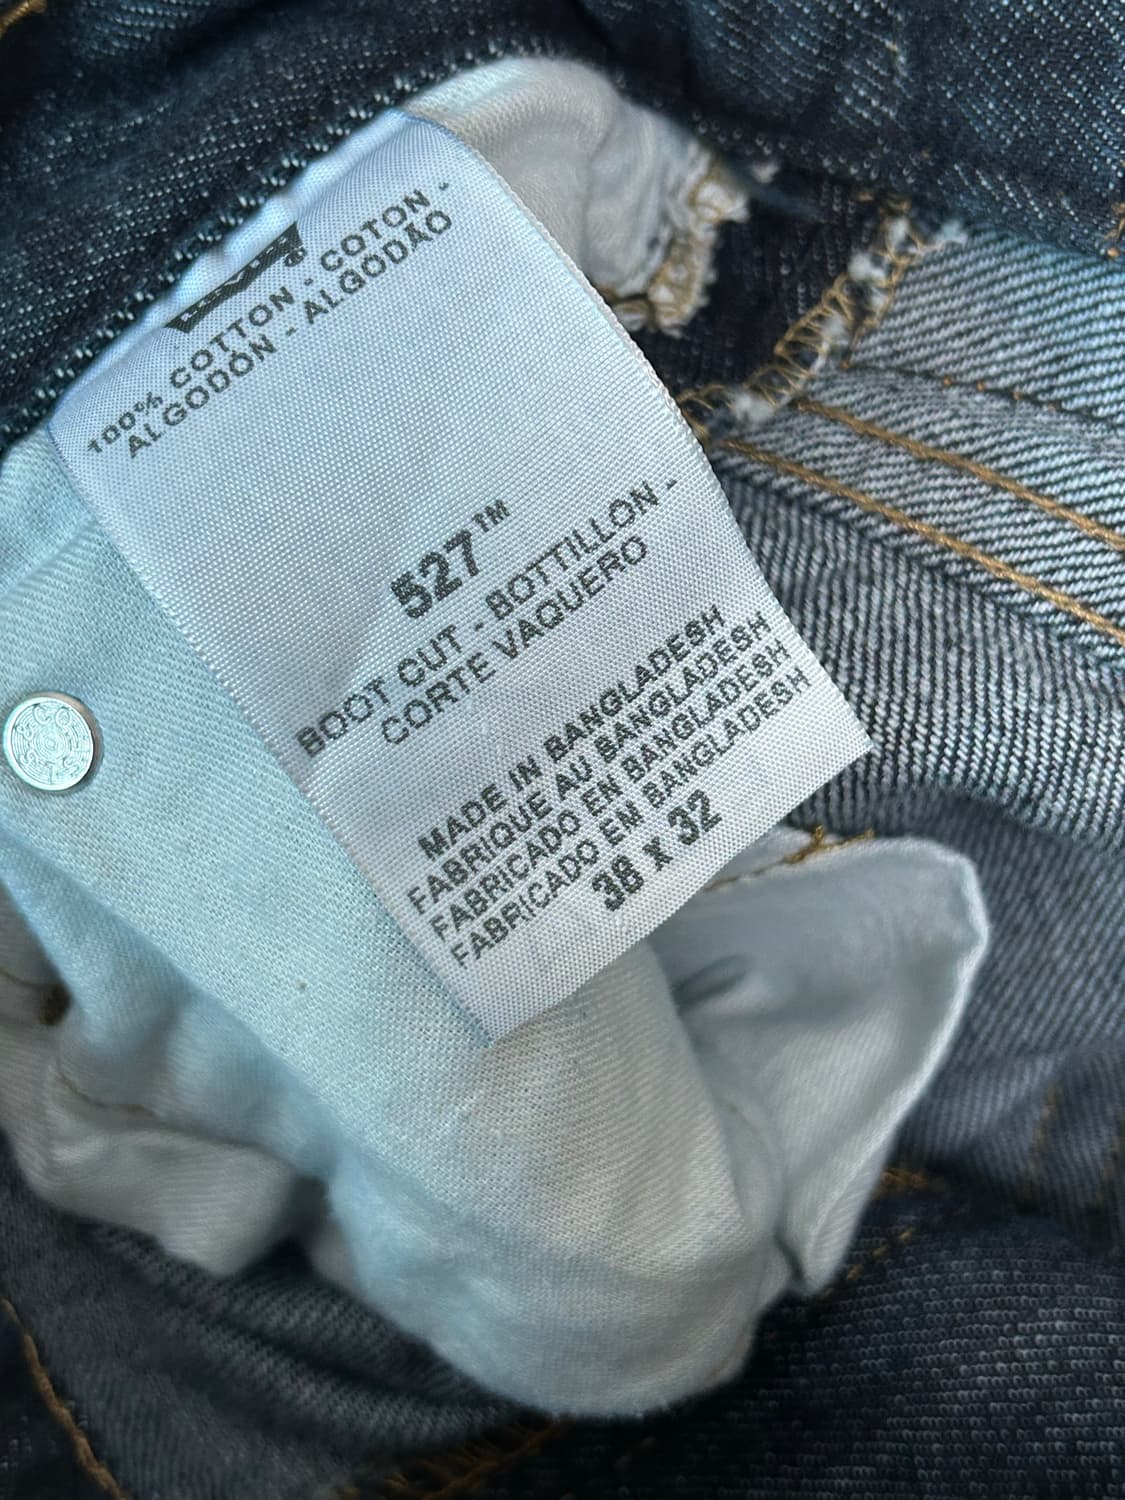 100% COTTON - COTON -
ALGODÓN - ALGODÃO
527™
BOOT CUT - BOTTILLON -
CORTE VAQUERO
MADE IN BANGLADESH
FABRIQUE AU BANGLADESH
FABRICADO EN BANGLADESH
FABRICADO EM BANGLADESH
38 x 32